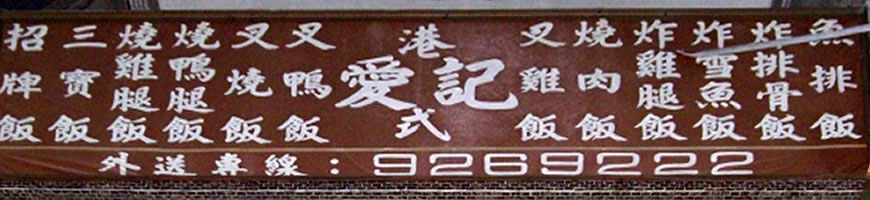 招牌飯
三寶飯
燒雞腿飯
燒鴨腿飯
叉燒飯
叉鴨飯
港式
愛記
叉雞飯
燒肉飯
炸雞腿飯
炸雪魚飯
炸排骨飯
魚排飯
外送專線：9269222